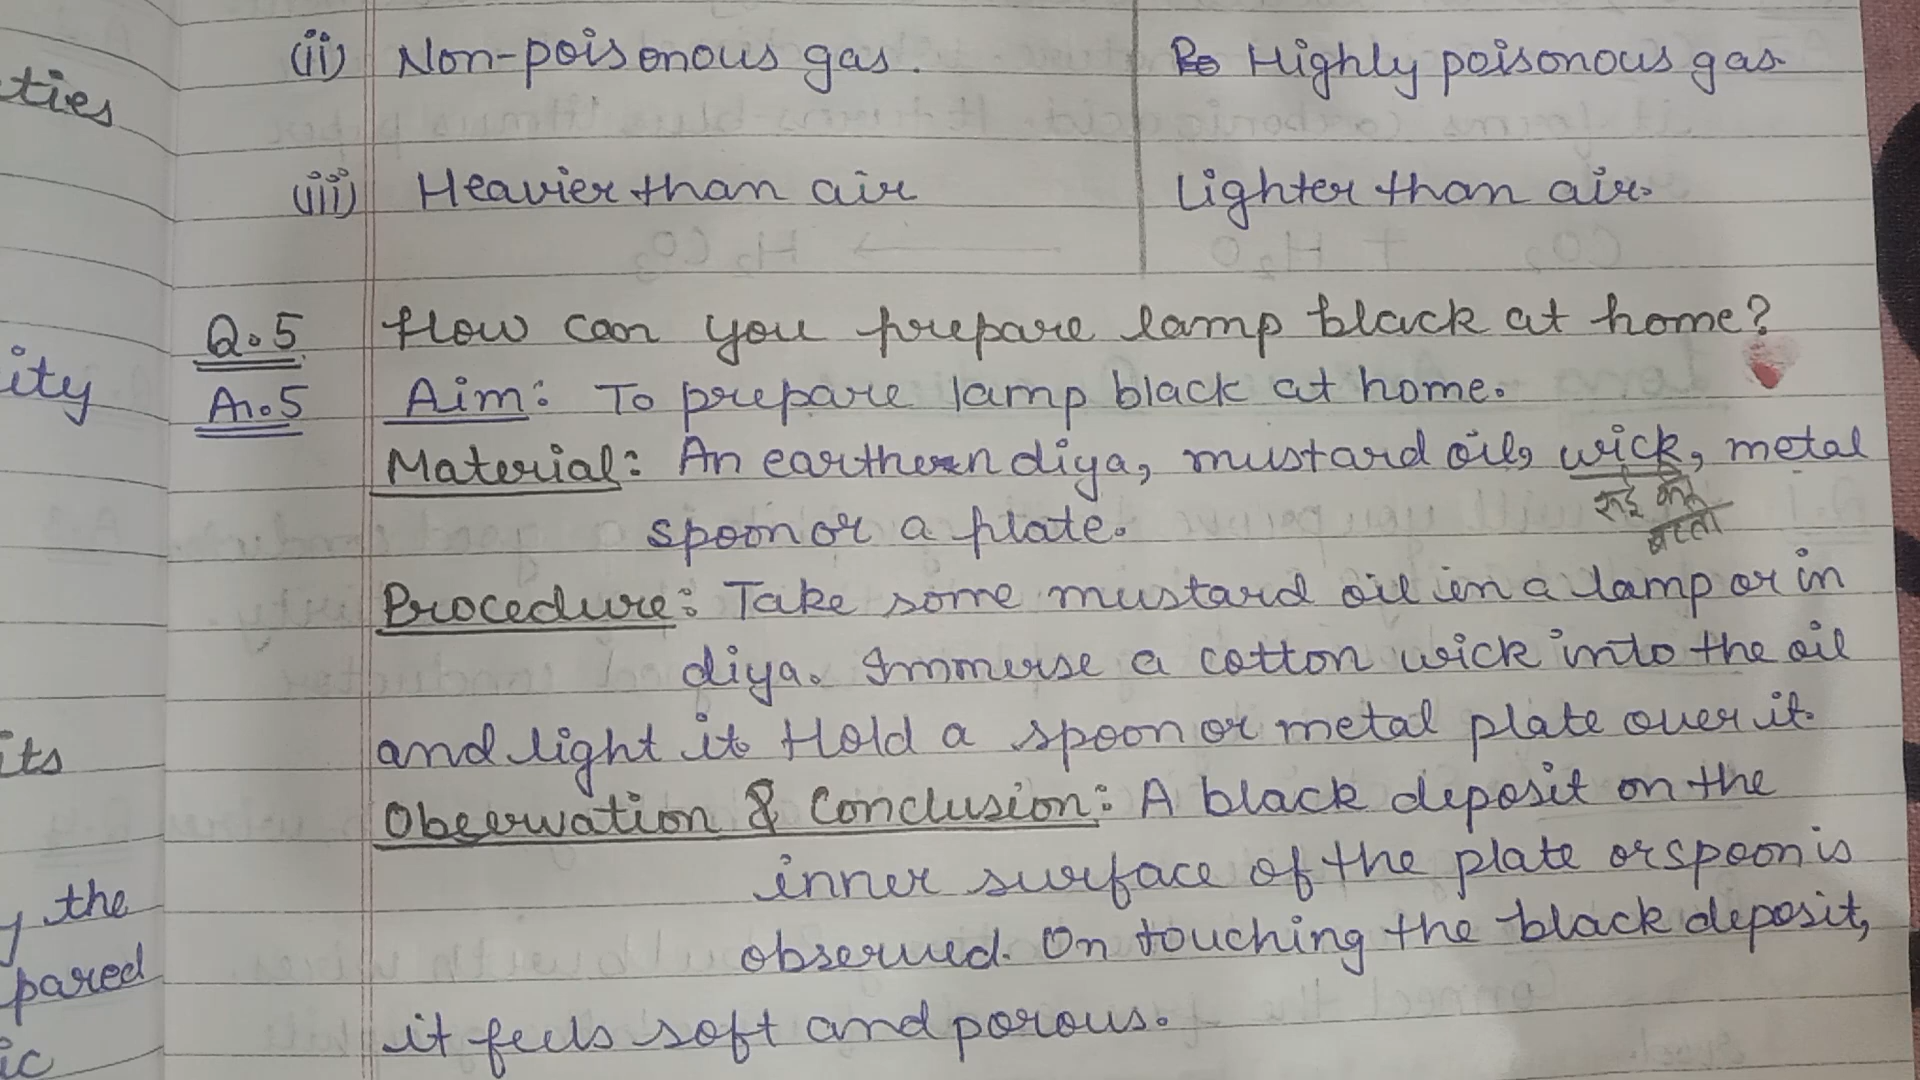 ties
(ii) Non-poisonous gas. Highly poisonous gas.
(iii) Heavier than air Lighter than air.
Q.5 How can you prepare lamp black at home?
ity
A.5 Aim: To prepare lamp black at home.
Material: An earthen diya, mustard oil, wick, metal
रूई की
बत्ती
spoon or a plate.
Procedure: Take some mustard oil in a lamp or in
diya. Immerse a cotton wick into the oil
its
and light it. Hold a spoon or metal plate over it.
Observation & Conclusion: A black deposit on the
inner surface of the plate or spoon is
y the
observed. On touching the black deposit,
pared
it feels soft and porous.
ic